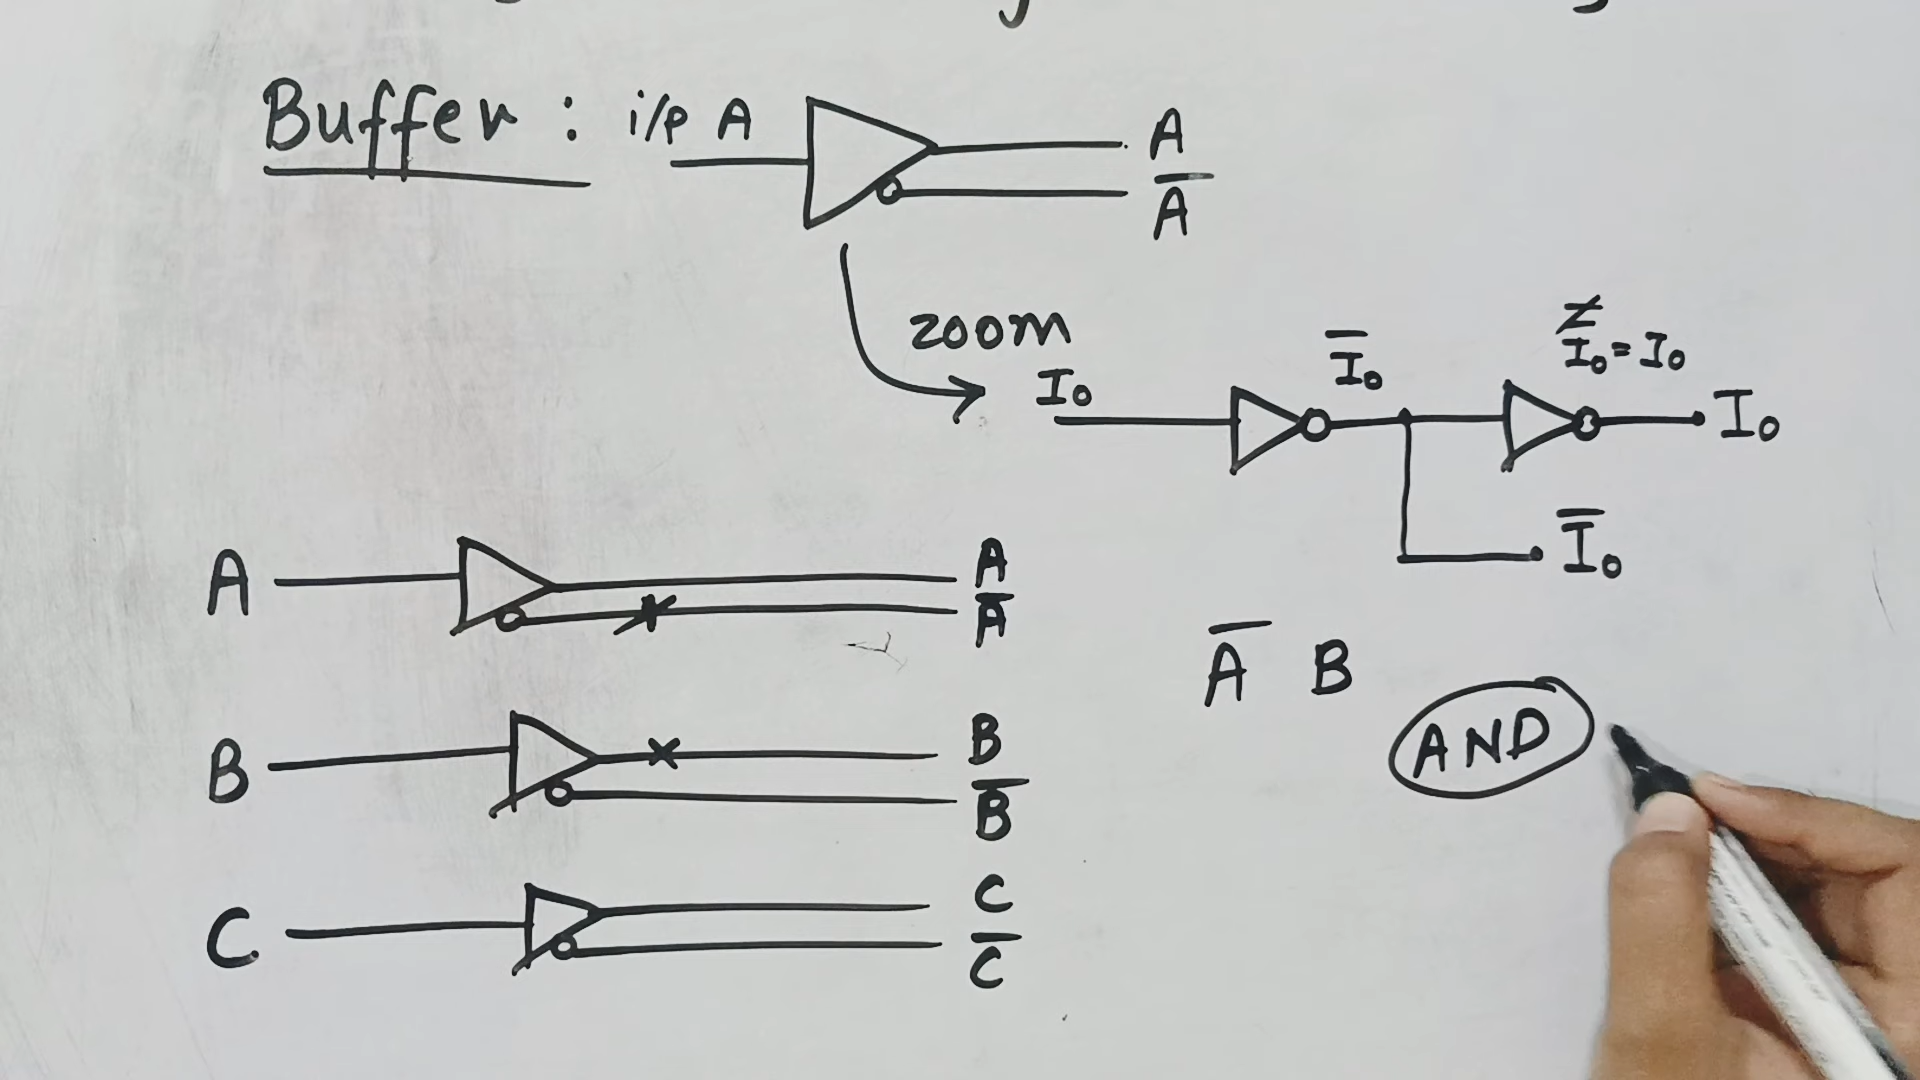 Buffer : i/p A
A
A̅
zoom
I₀
I̅₀
I̅₀ = I₀
I₀
I̅₀
A
A
A̅
A̅ B
AND
B
B
B̅
C
C
C̅